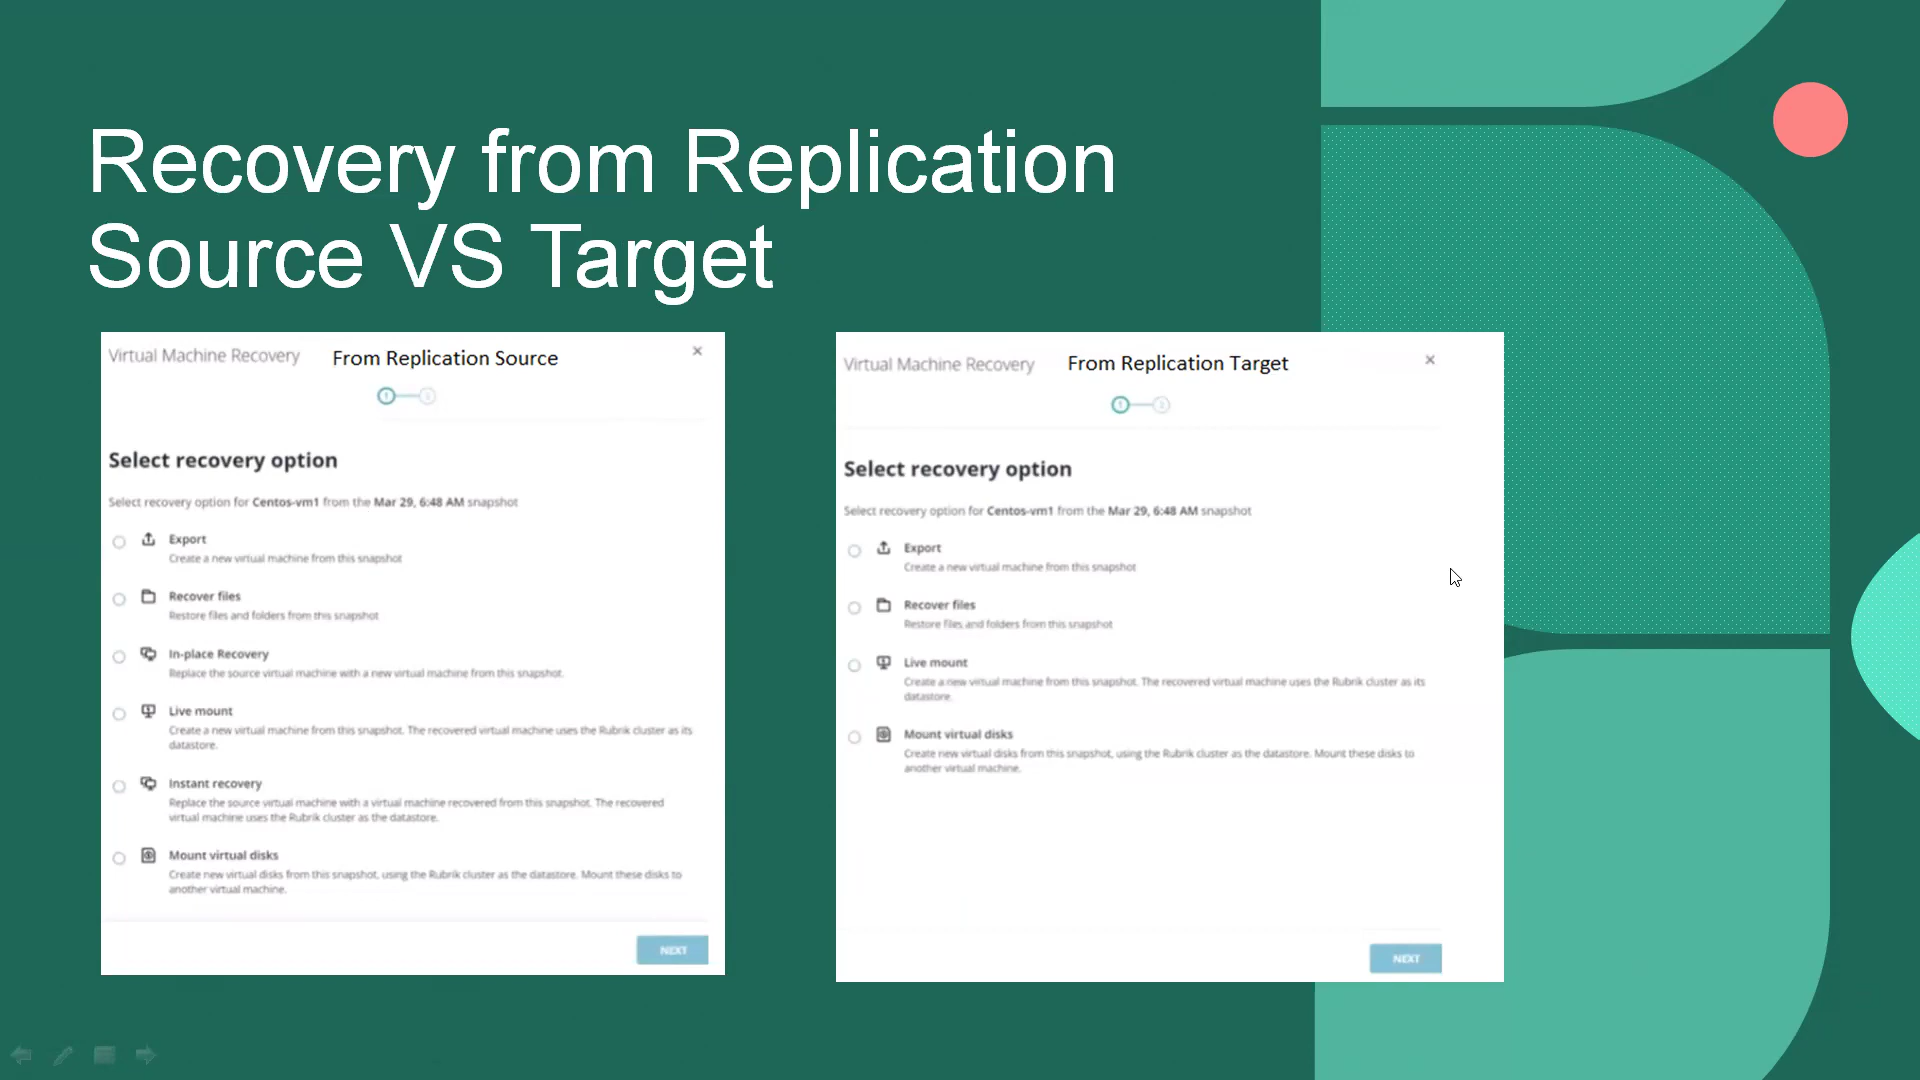 Recovery from Replication
Source VS Target
Virtual Machine Recovery
From Replication Source
1
2
Select recovery option
Select recovery option for Centos-vm1 from the Mar 29, 6:48 AM snapshot
Export
Create a new virtual machine from this snapshot
Recover files
Restore files and folders from this snapshot
In-place Recovery
Replace the source virtual machine with a new virtual machine from this snapshot.
Live mount
Create a new virtual machine from this snapshot. The recovered virtual machine uses the Rubrik cluster as its
datastore.
Instant recovery
Replace the source virtual machine with a virtual machine recovered from this snapshot. The recovered
virtual machine uses the Rubrik cluster as the datastore.
Mount virtual disks
Create new virtual disks from this snapshot, using the Rubrik cluster as the datastore. Mount these disks to
another virtual machine.
NEXT
Virtual Machine Recovery
From Replication Target
1
2
Select recovery option
Select recovery option for Centos-vm1 from the Mar 29, 6:48 AM snapshot
Export
Create a new virtual machine from this snapshot
Recover files
Restore files and folders from this snapshot
Live mount
Create a new virtual machine from this snapshot. The recovered virtual machine uses the Rubrik cluster as its
datastore.
Mount virtual disks
Create new virtual disks from this snapshot, using the Rubrik cluster as the datastore. Mount these disks to
another virtual machine.
NEXT